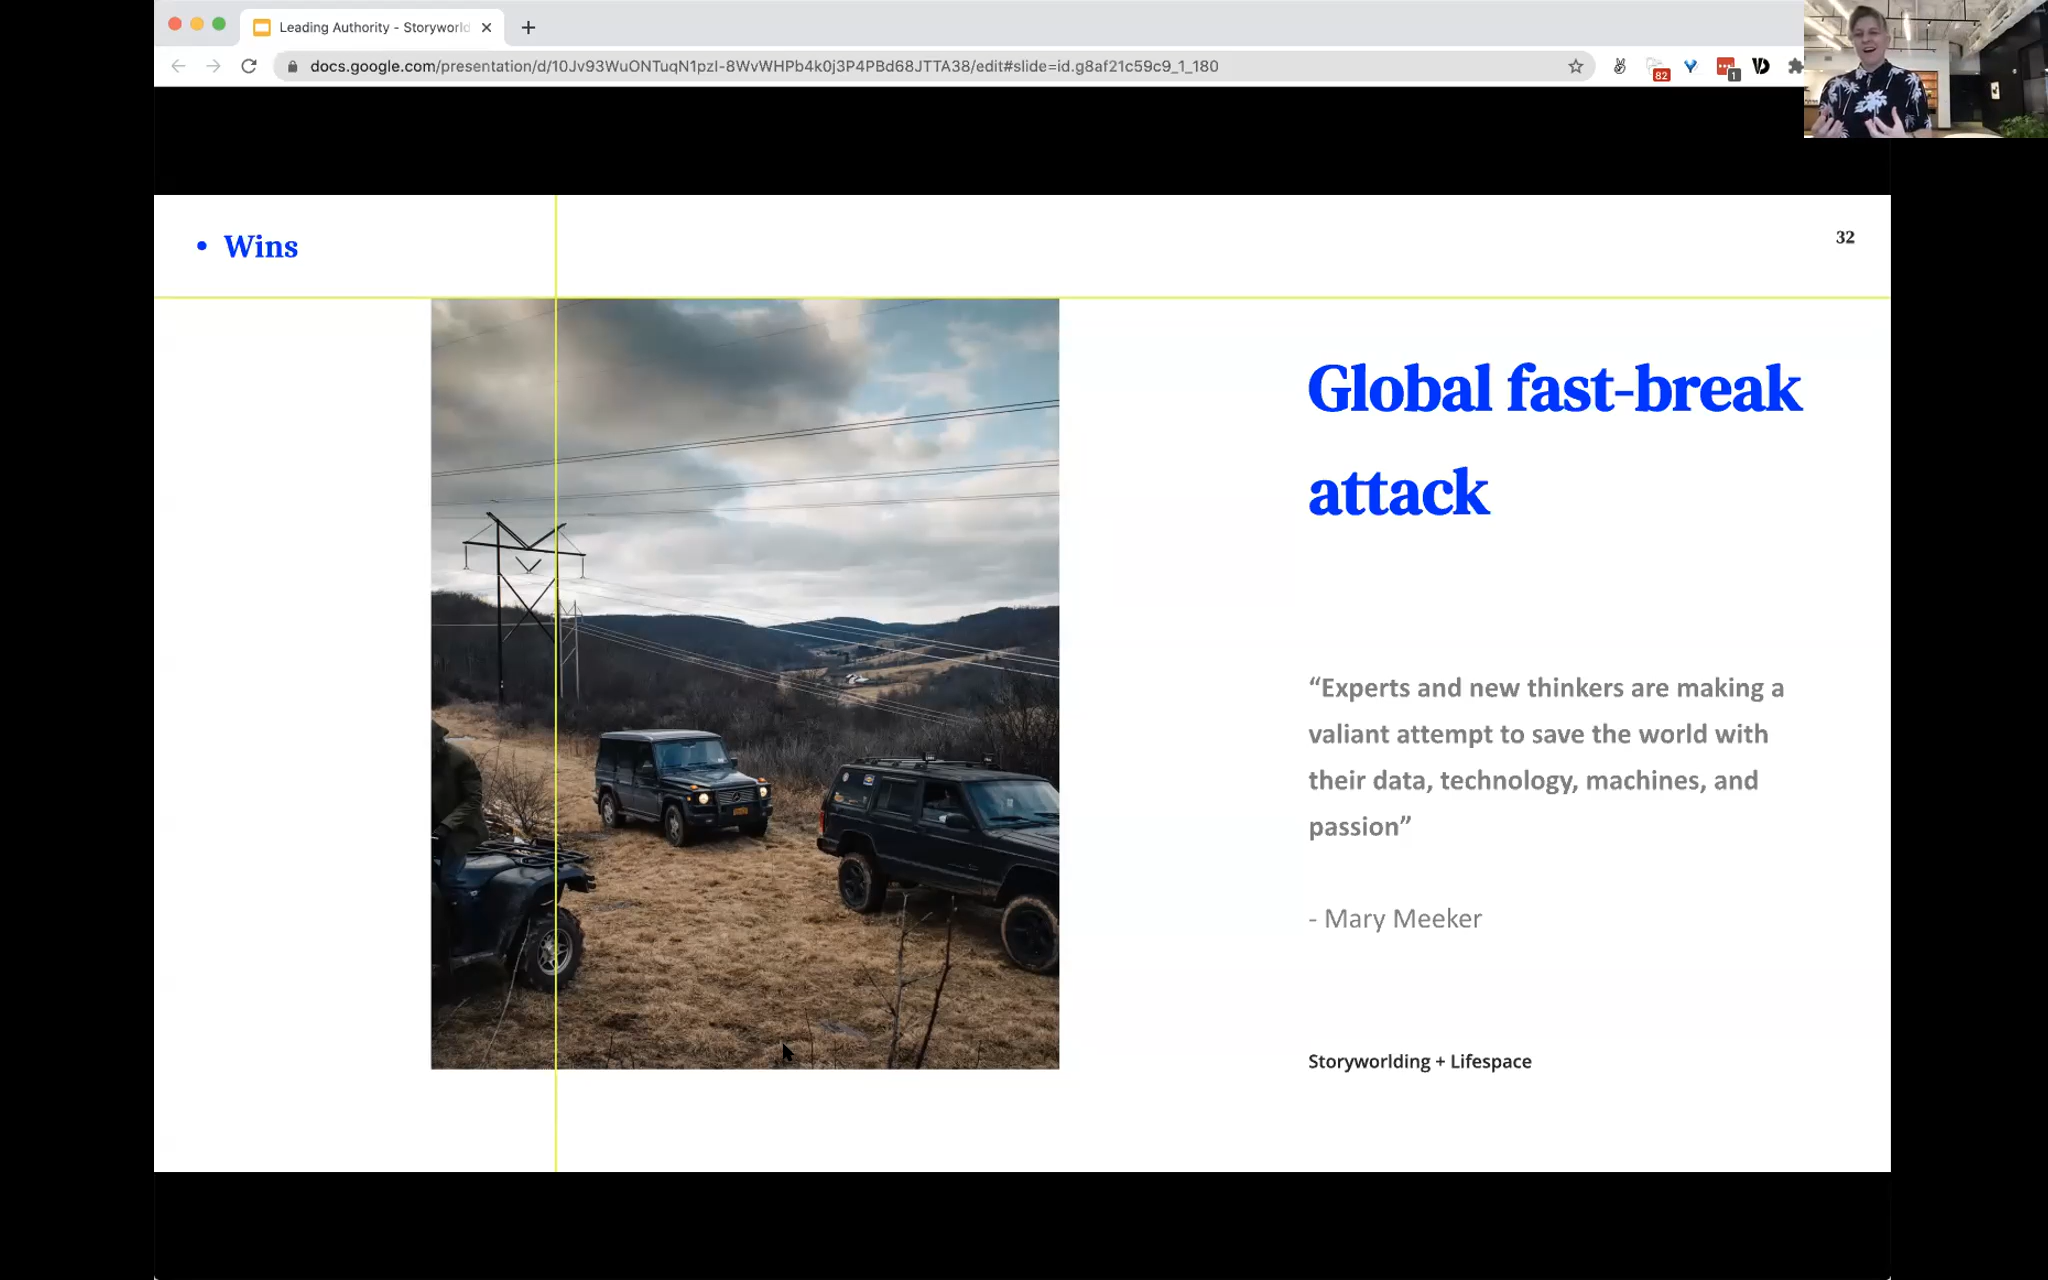 Leading Authority - Storyworld
docs.google.com/presentation/d/10Jv93WuONTuqN1pzI-8WvWHPb4k0j3P4PBd68JTTA38/edit#slide=id.g8af21c59c9_1_180
82
1
• Wins
32
Global fast-break
attack
“Experts and new thinkers are making a
valiant attempt to save the world with
their data, technology, machines, and
passion”
- Mary Meeker
Storyworlding + Lifespace